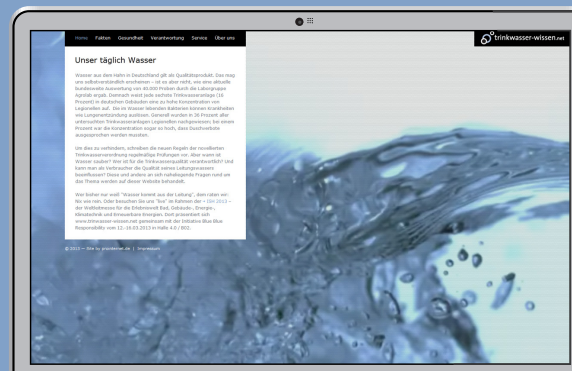 Home Fakten Gesundheit Verantwortung Service Über uns
trinkwasser-wissen.net
Unser täglich Wasser
Wasser aus dem Hahn in Deutschland gilt als Qualitätsprodukt. Das mag
uns selbstverständlich erscheinen – ist es aber nicht, wie eine aktuelle
bundesweite Auswertung von 40.000 Proben durch die Laborgruppe
Agrolab ergab. Demnach weist jede sechste Trinkwasseranlage (16
Prozent) in deutschen Gebäuden eine zu hohe Konzentration von
Legionellen auf. Die im Wasser lebenden Bakterien können Krankheiten
wie Lungenentzündung auslösen. Generell wurden in 36 Prozent aller
untersuchten Trinkwasseranlagen Legionellen nachgewiesen; bei einem
Prozent war die Konzentration sogar so hoch, dass Duschverbote
ausgesprochen werden mussten.
Um dies zu verhindern, schreiben die neuen Regeln der novellierten
Trinkwasserverordnung regelmäßige Prüfungen vor. Aber wann ist
Wasser sauber? Wer ist für die Trinkwasserqualität verantwortlich? Und
kann man als Verbraucher die Qualität seines Leitungswassers
beeinflussen? Diese und andere an sich naheliegende Fragen rund um
das Thema werden auf dieser Website behandelt.
Wer bisher nur weiß "Wasser kommt aus der Leitung", dem raten wir:
Nix wie rein. Oder besuchen Sie uns "live" im Rahmen der › ISH 2013 –
der Weltleitmesse für die Erlebniswelt Bad, Gebäude-, Energie-,
Klimatechnik und Erneuerbare Energien. Dort präsentiert sich
www.trinkwasser-wissen.net gemeinsam mit der Initiative Blue Blue
Responsibility vom 12.–16.03.2013 in Halle 4.0 / B02.
© 2013 — Site by pionternet.de | Impressum